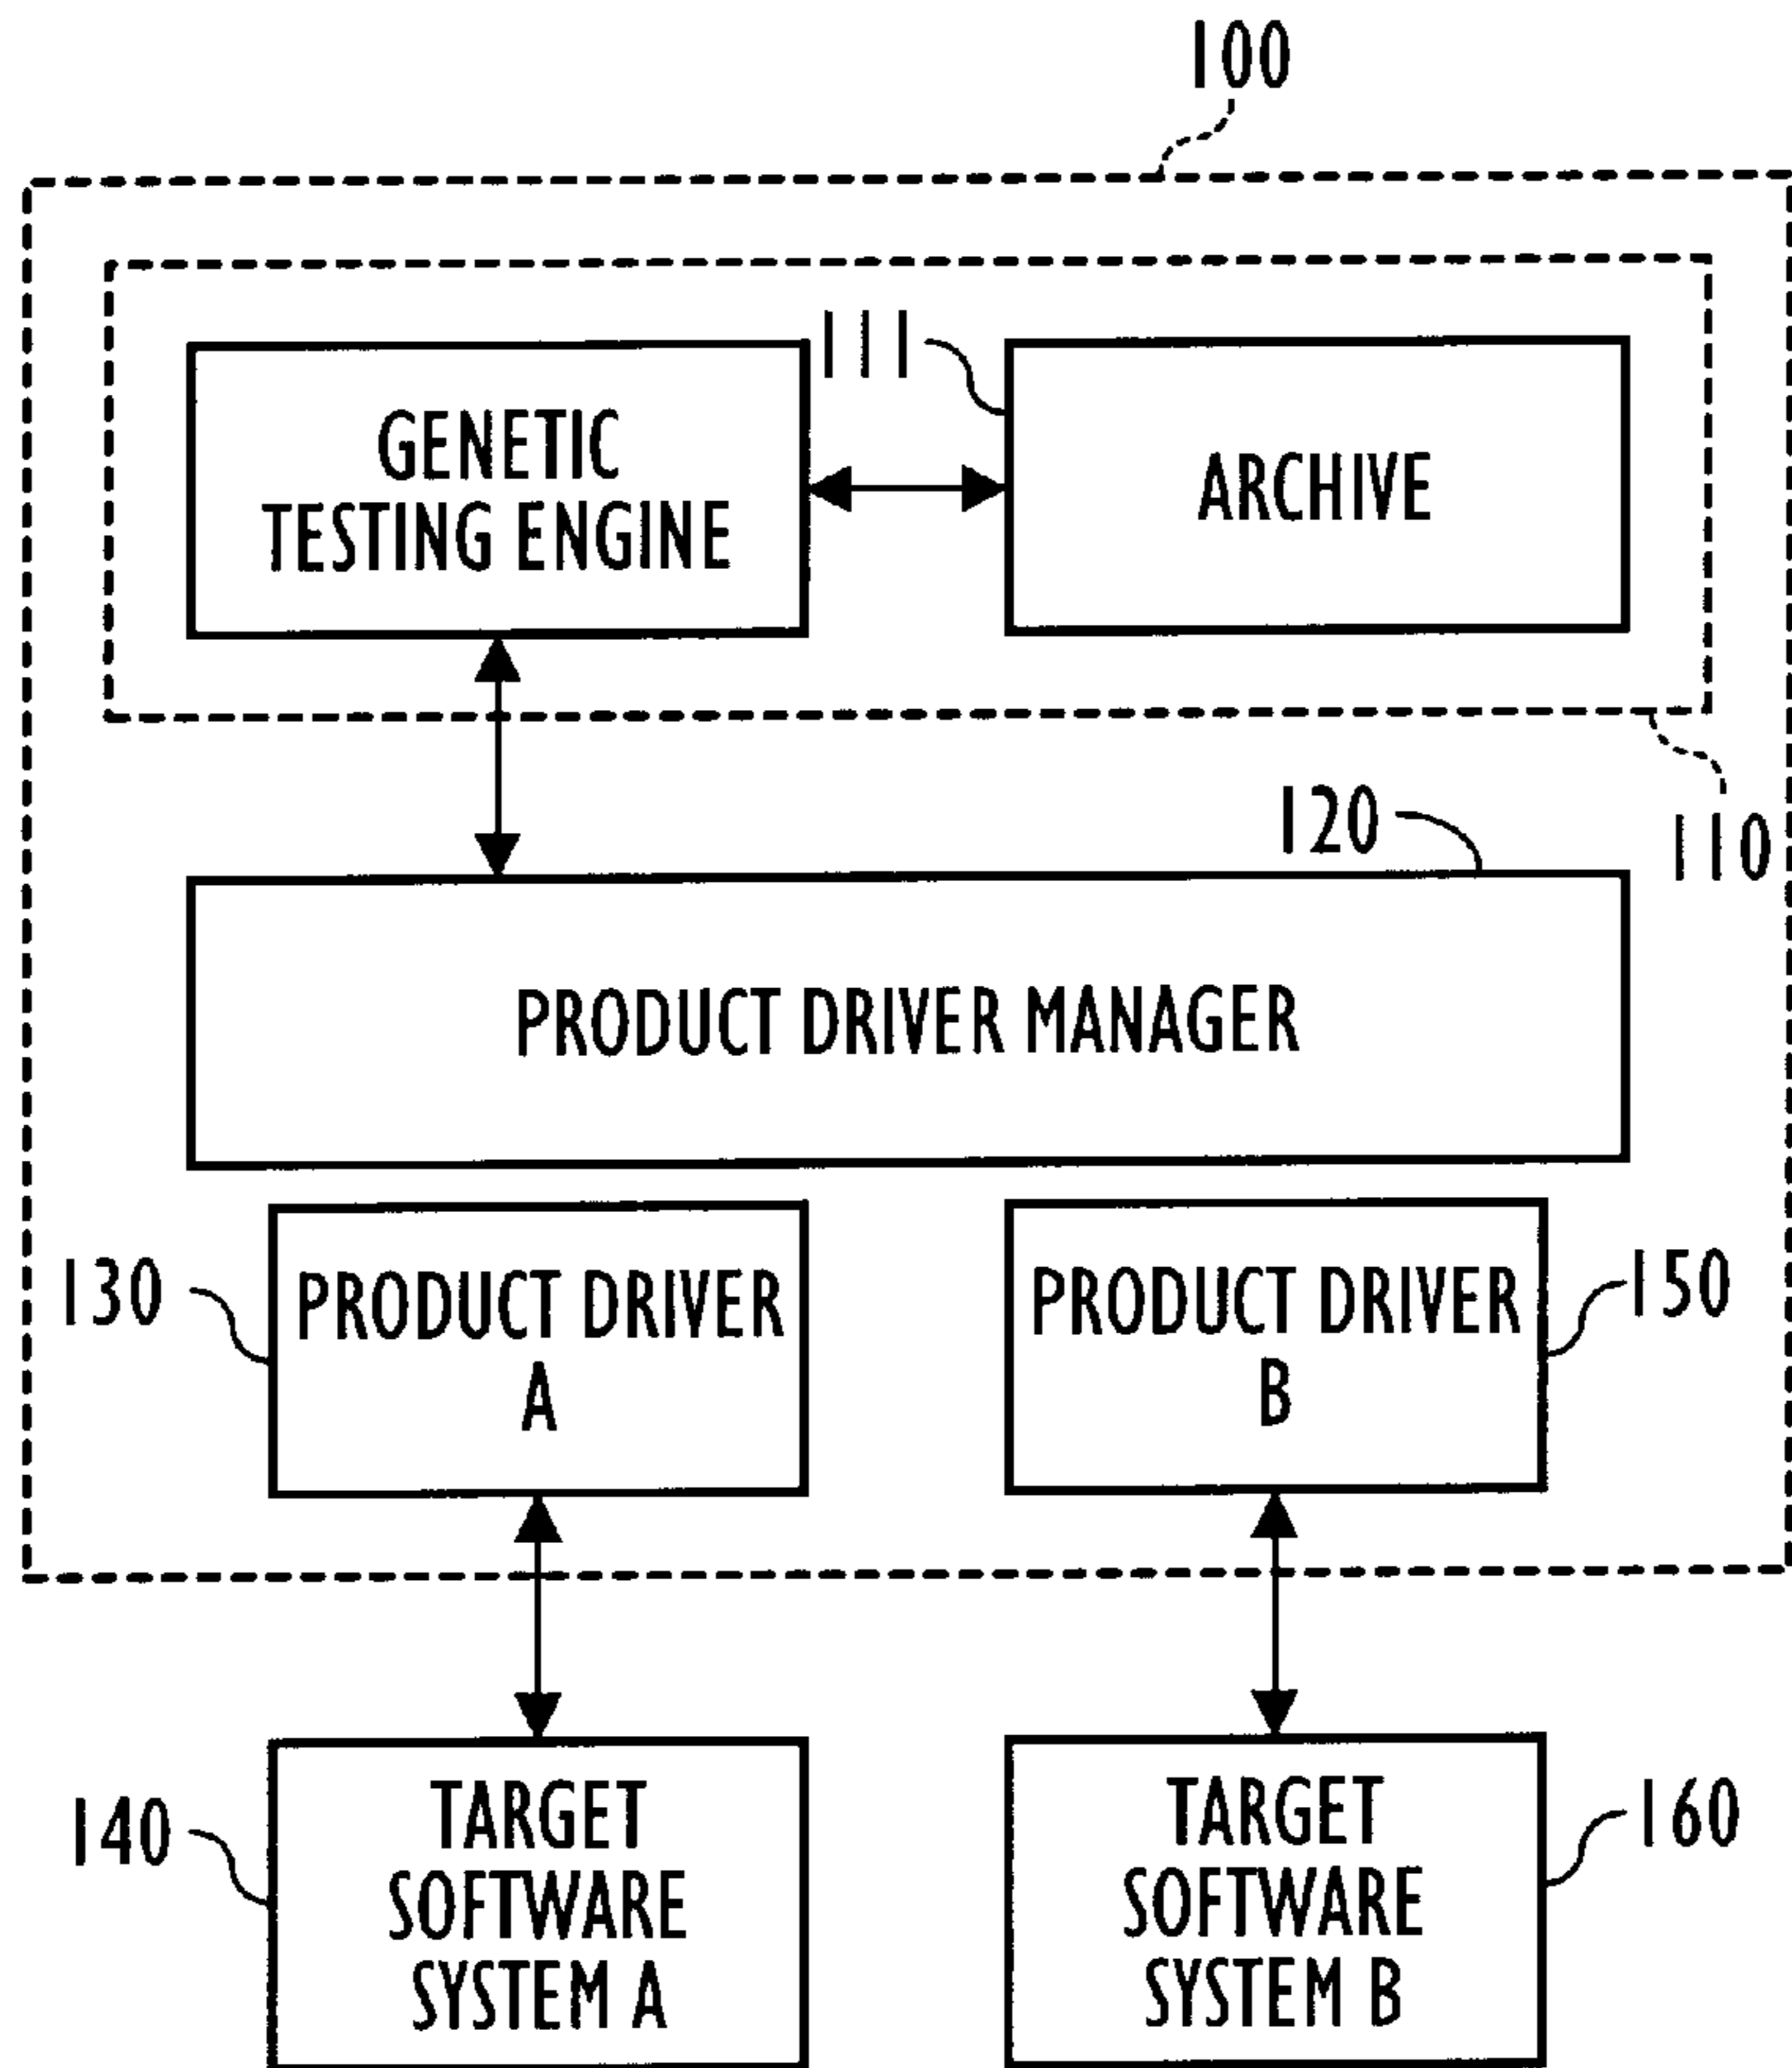 100
GENETIC
TESTING ENGINE
111
ARCHIVE
120
110
PRODUCT DRIVER MANAGER
130
PRODUCT DRIVER
A
PRODUCT DRIVER
B
150
140
TARGET
SOFTWARE
SYSTEM A
TARGET
SOFTWARE
SYSTEM B
160